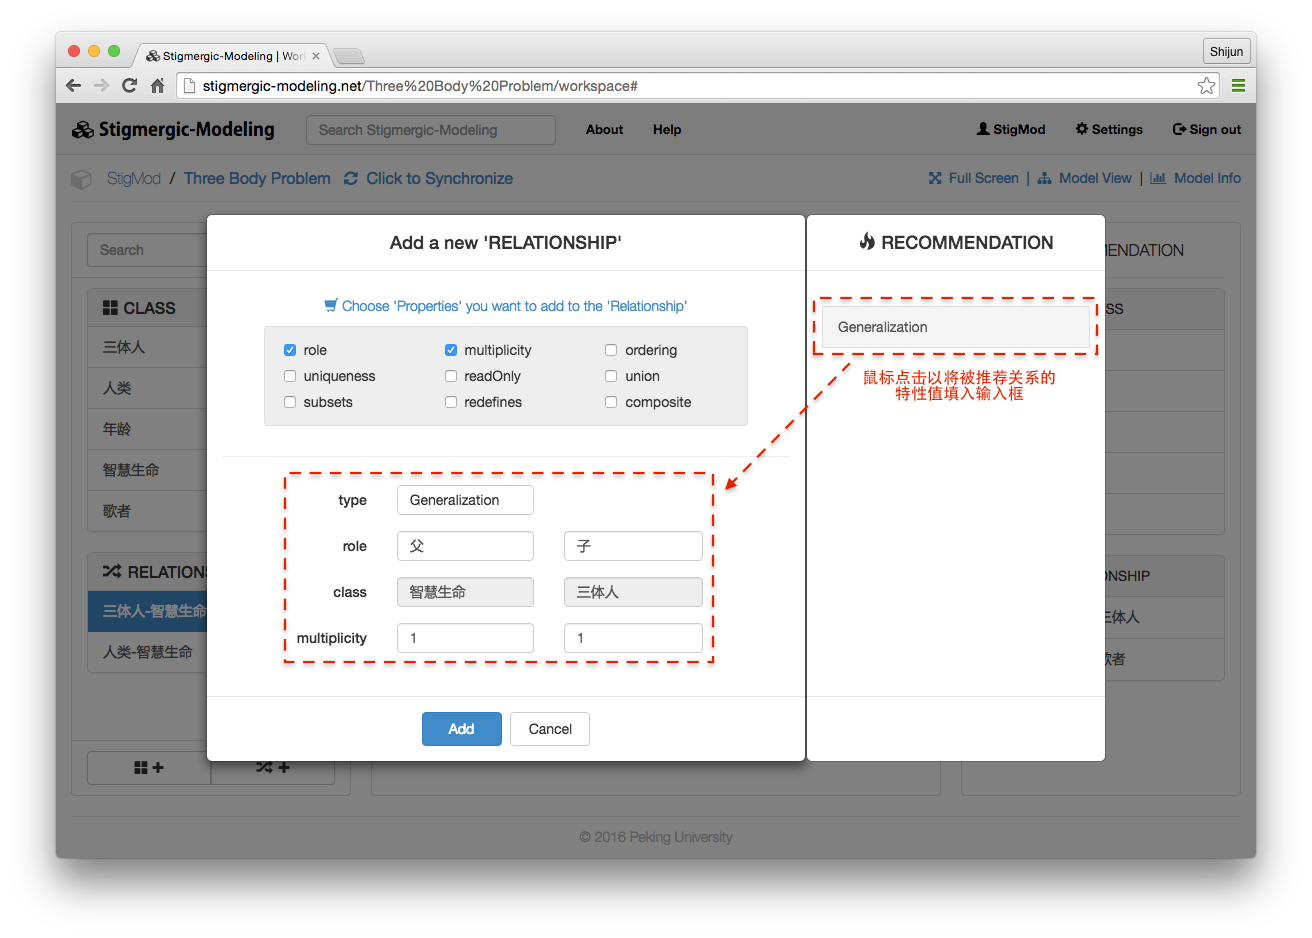 Stigmergic-Modeling | Wor
Shijun
stigmergic-modeling.net/Three%20Body%20Problem/workspace#
Stigmergic-Modeling
Search Stigmergic-Modeling
About
Help
StigMod
Settings
Sign out
StigMod / Three Body Problem
Click to Synchronize
Full Screen | Model View | Model Info
Search
CLASS
三体人
人类
年龄
智慧生命
歌者
RELATIONS
三体人-智慧生命
人类-智慧生命
Add a new 'RELATIONSHIP'
Choose 'Properties' you want to add to the 'Relationship'
role
multiplicity
ordering
uniqueness
readOnly
union
subsets
redefines
composite
type
Generalization
role
父
子
class
智慧生命
三体人
multiplicity
1
1
Add
Cancel
RECOMMENDATION
Generalization
鼠标点击以将被推荐关系的
特性值填入输入框
ENDATION
SS
ONSHIP
三体人
歌者
© 2016 Peking University